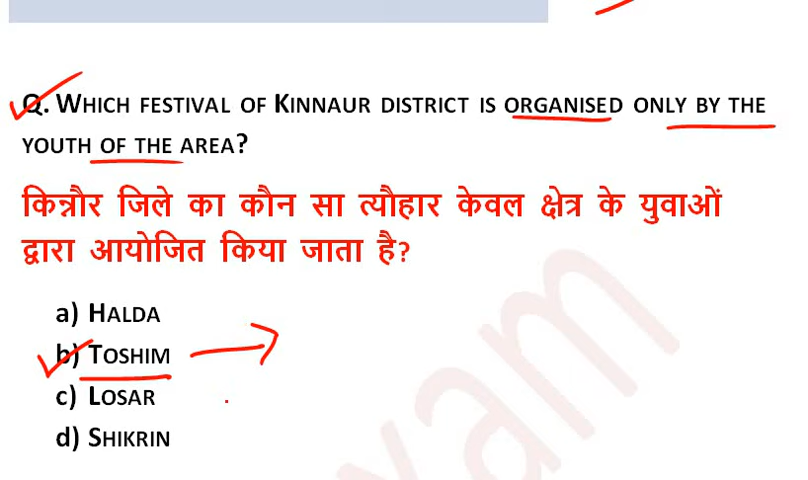 Q. Which festival of Kinnaur district is organised only by the
youth of the area?
किन्नौर जिले का कौन सा त्यौहार केवल क्षेत्र के युवाओं
द्वारा आयोजित किया जाता है?
a) Halda
b) Toshim
c) Losar
d) Shikrin